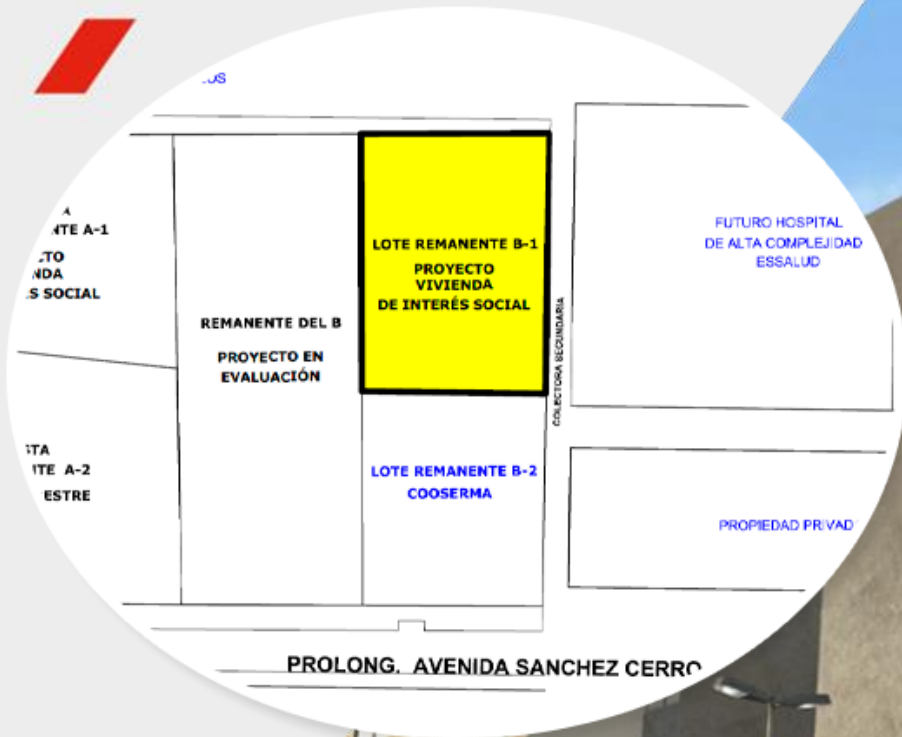 NTE A-1
REMANENTE DEL B
PROYECTO EN
EVALUACIÓN
LOTE REMANENTE B-1
PROYECTO
VIVIENDA
DE INTERÉS SOCIAL
LOTE REMANENTE B-2
COOSERMA
COLECTORA SECUNDARIA
FUTURO HOSPITAL
DE ALTA COMPLEJIDAD
ESSALUD
PROPIEDAD PRIVAD
S SOCIAL
A-2
ESTRE
PROLONG. AVENIDA SANCHEZ CERRO